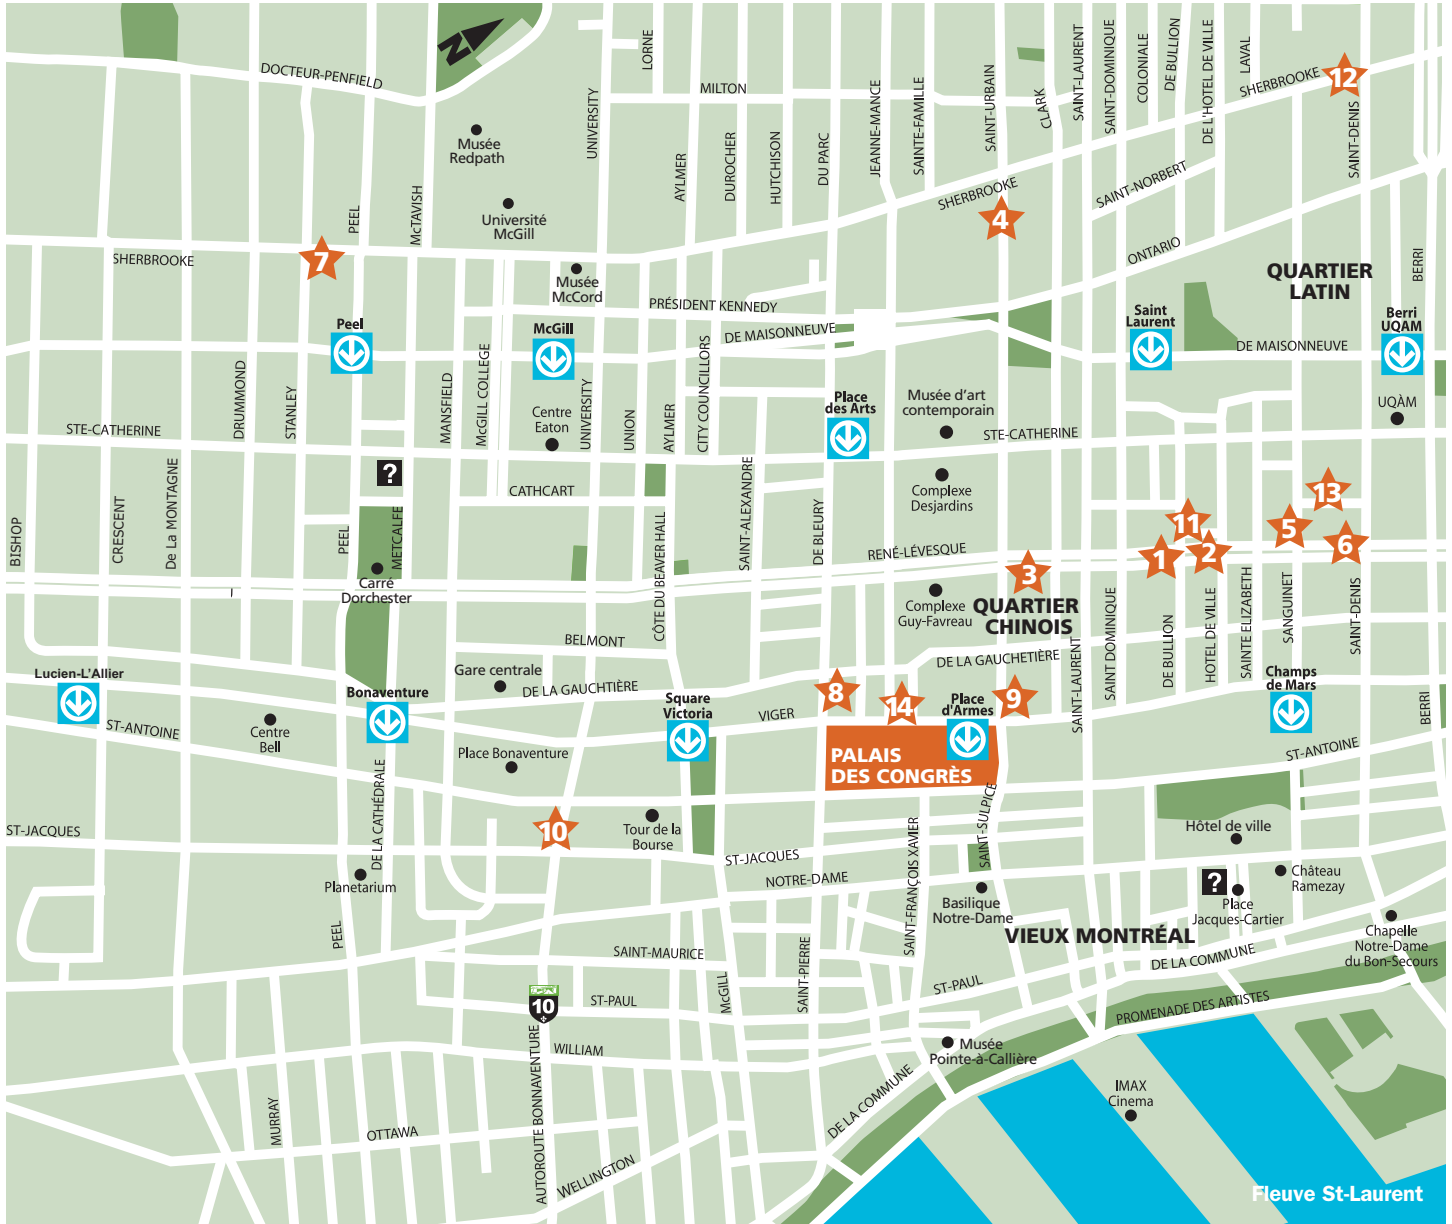 N
DOCTEUR-PENFIELD
LORNE
MILTON
UNIVERSITY
AYLMER
DUROCHER
HUTCHISON
DU PARC
JEANNE-MANCE
SAINTE-FAMILLE
SAINT-URBAIN
CLARK
SAINT-LAURENT
SAINT-DOMINIQUE
COLONIALE
DE BULLION
DE L'HOTEL DE VILLE
LAVAL
SHERBROOKE
12
SAINT-DENIS
Musée
Redpath
Université
McGill
Musée
McCord
PEEL
McTAVISH
SHERBROOKE
7
SHERBROOKE
4
SAINT-NORBERT
ONTARIO
QUARTIER
LATIN
BERRI
PRÉSIDENT KENNEDY
DE MAISONNEUVE
DE MAISONNEUVE
Peel
McGill
Saint
Laurent
Berri
UQAM
Place
des Arts
Musée d'art
contemporain
UQÀM
Centre
Eaton
DRUMMOND
STANLEY
MANSFIELD
McGILL COLLEGE
UNIVERSITY
UNION
AYLMER
CITY COUNCILLORS
STE-CATHERINE
STE-CATHERINE
?
CATHCART
Complexe
Desjardins
13
11
5
1
2
6
3
BISHOP
CRESCENT
De La MONTAGNE
PEEL
METCALFE
CÔTE DU BEAVER HALL
SAINT-ALEXANDRE
DE BLEURY
RENÉ-LÉVESQUE
Carré
Dorchester
Complexe
Guy-Favreau
QUARTIER
CHINOIS
BELMONT
DE LA GAUCHETIÈRE
SAINT-LAURENT
SAINT DOMINIQUE
DE BULLION
HOTEL DE VILLE
SAINTE ELIZABETH
SANGUINET
SAINT-DENIS
BERRI
Lucien-L'Allier
Bonaventure
Gare centrale
DE LA GAUCHTIÈRE
Square
Victoria
VIGER
8
14
Place
d'Armes
9
Champs
de Mars
ST-ANTOINE
Centre
Bell
Place Bonaventure
PALAIS
DES CONGRÈS
ST-ANTOINE
ST-JACQUES
DE LA CATHÉDRALE
10
Tour de la
Bourse
ST-JACQUES
NOTRE-DAME
SAINT-FRANÇOIS XAVIER
SAINT-SULPICE
Hôtel de ville
Château
Ramezay
?
Place
Jacques-Cartier
Planetarium
Basilique
Notre-Dame
VIEUX MONTRÉAL
Chapelle
Notre-Dame
du Bon-Secours
PEEL
SAINT-MAURICE
McGILL
SAINT-PIERRE
ST-PAUL
DE LA COMMUNE
10
ST-PAUL
PROMENADE DES ARTISTES
WILLIAM
Musée
Pointe-à-Callière
IMAX
Cinema
MURRAY
OTTAWA
AUTOROUTE BONNAVENTURE
WELLINGTON
DE LA COMMUNE
Fleuve St-Laurent